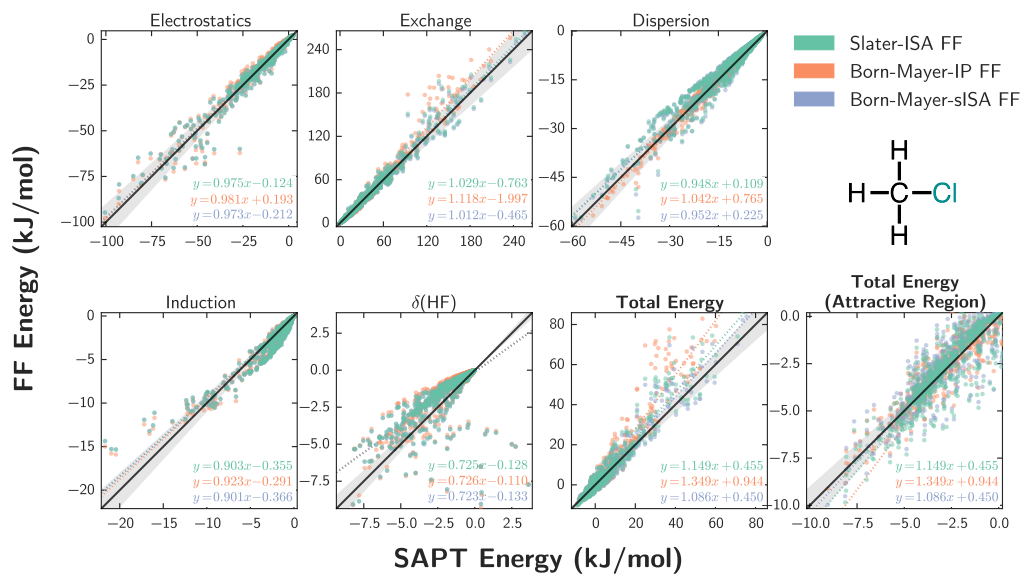 Electrostatics
0
−25
−50
−75
−100
−100 −75 −50 −25 0
y=0.975x−0.124
y=0.981x+0.193
y=0.973x−0.212
Exchange
240
180
120
60
0
0 60 120 180 240
y=1.029x−0.763
y=1.118x−1.997
y=1.012x−0.465
Dispersion
0
−15
−30
−45
−60
−60 −45 −30 −15 0
y=0.948x+0.109
y=1.042x+0.765
y=0.952x+0.225
Slater-ISA FF
Born-Mayer-IP FF
Born-Mayer-sISA FF
H
H C Cl
H
FF Energy (kJ/mol)
Induction
0
−5
−10
−15
−20
−20 −15 −10 −5 0
y=0.903x−0.355
y=0.923x−0.291
y=0.901x−0.366
δ(HF)
2.5
0.0
−2.5
−5.0
−7.5
−7.5 −5.0 −2.5 0.0 2.5
y=0.725x−0.128
y=0.726x−0.110
y=0.723x−0.133
Total Energy
80
60
40
20
0
0 20 40 60 80
y=1.149x+0.455
y=1.349x+0.944
y=1.086x+0.450
Total Energy
(Attractive Region)
0.0
−2.5
−5.0
−7.5
−10.0
−10.0 −7.5 −5.0 −2.5 0.0
y=1.149x+0.455
y=1.349x+0.944
y=1.086x+0.450
SAPT Energy (kJ/mol)